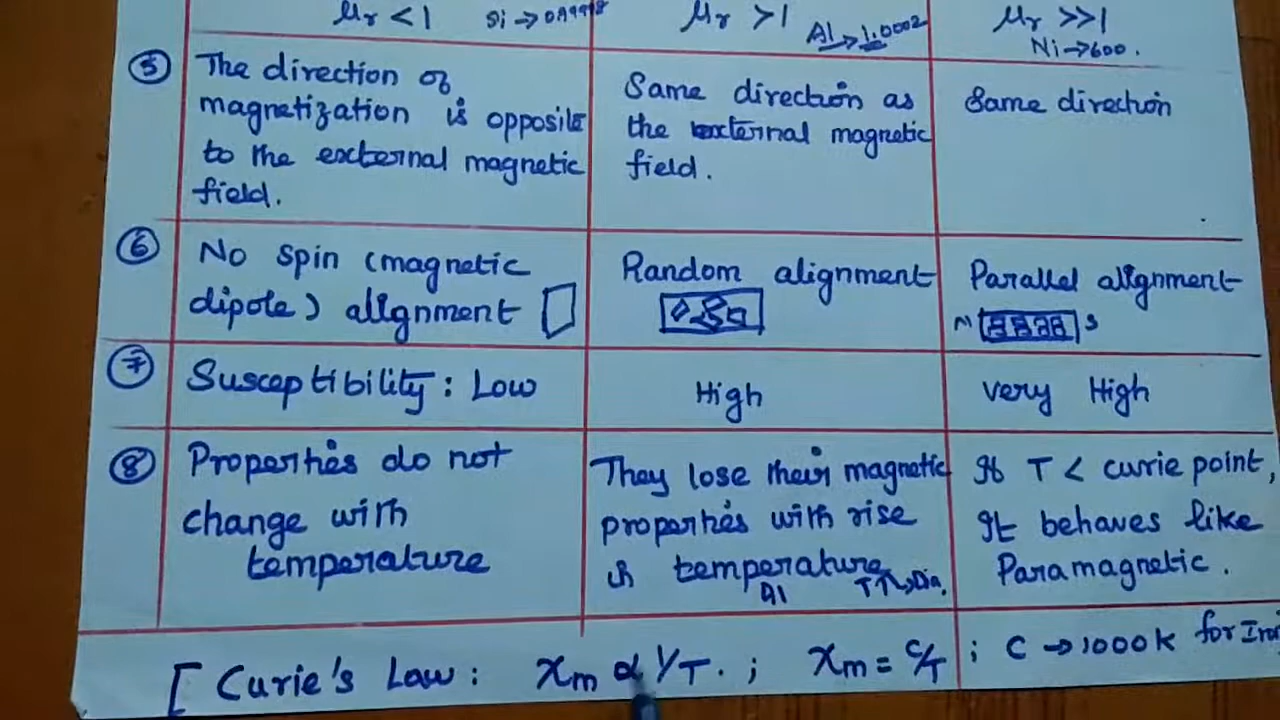 μr < 1 Si → 0.99998
μr > 1 Al → 1.0002
μr >> 1
Ni → 600.
5
The direction of
magnetization is opposite
to the external magnetic
field.
Same direction as
the external magnetic
field.
Same direction
6
No spin (magnetic
dipole) alignment
Random alignment
Parallel alignment
N S
7
Susceptibility: Low
High
very High
8
Properties do not
change with
temperature
They lose their magnetic
properties with rise
in temperature
Al T↑↑→Dia.
If T < curie point,
It behaves like
Paramagnetic.
[ Curie's Law: χm α 1/T. ; χm = C/T ; C → 1000K for Iron